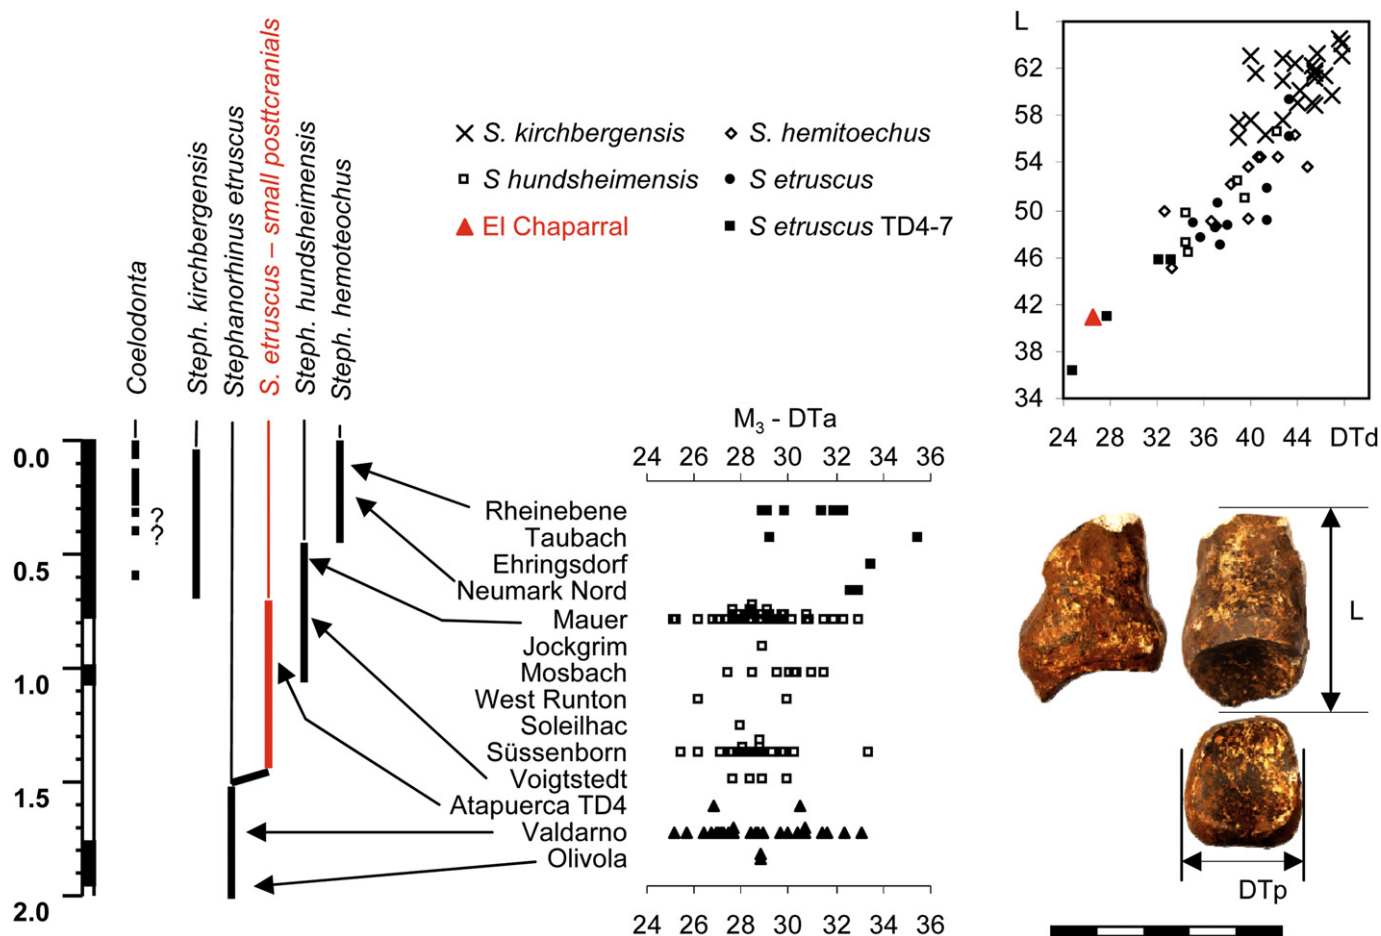 Coelodonta
Steph. kirchbergensis
Stephanorhinus etruscus
S. etruscus – small posttcranials
Steph. hundsheimensis
Steph. hemoteochus
0.0
0.5
1.0
1.5
2.0
?
?
S. kirchbergensis
S. hemitoechus
S hundsheimensis
S etruscus
El Chaparral
S etruscus TD4-7
L
62
58
54
50
46
42
38
34
24 28 32 36 40 44 DTd
M3 - DTa
24 26 28 30 34 36
Rheinebene
Taubach
Ehringsdorf
Neumark Nord
Mauer
Jockgrim
Mosbach
West Runton
Soleilhac
Süssenborn
Voigtstedt
Atapuerca TD4
Valdarno
Olivola
24 26 28 30 34 36
L
DTp